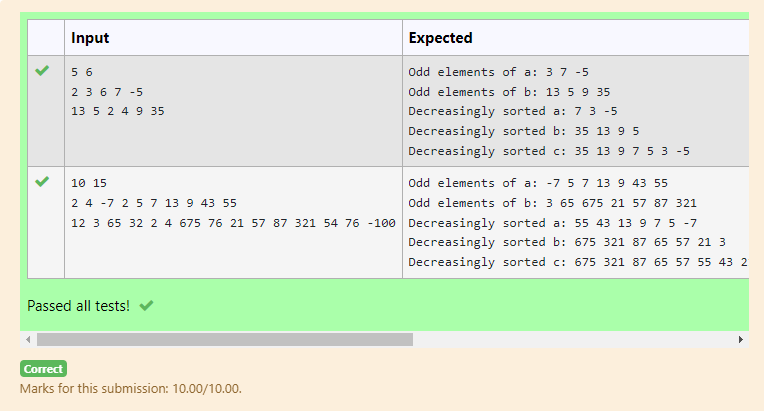 Input Expected
5 6 Odd elements of a: 3 7 -5
2 3 6 7 -5 Odd elements of b: 13 5 9 35
13 5 2 4 9 35 Decreasingly sorted a: 7 3 -5
Decreasingly sorted b: 35 13 9 5
Decreasingly sorted c: 35 13 9 7 5 3 -5
10 15 Odd elements of a: -7 5 7 13 9 43 55
2 4 -7 2 5 7 13 9 43 55 Odd elements of b: 3 65 675 21 57 87 321
12 3 65 32 2 4 675 76 21 57 87 321 54 76 -100 Decreasingly sorted a: 55 43 13 9 7 5 -7
Decreasingly sorted b: 675 321 87 65 57 21 3
Decreasingly sorted c: 675 321 87 65 57 55 43 2
Passed all tests!
Correct
Marks for this submission: 10.00/10.00.